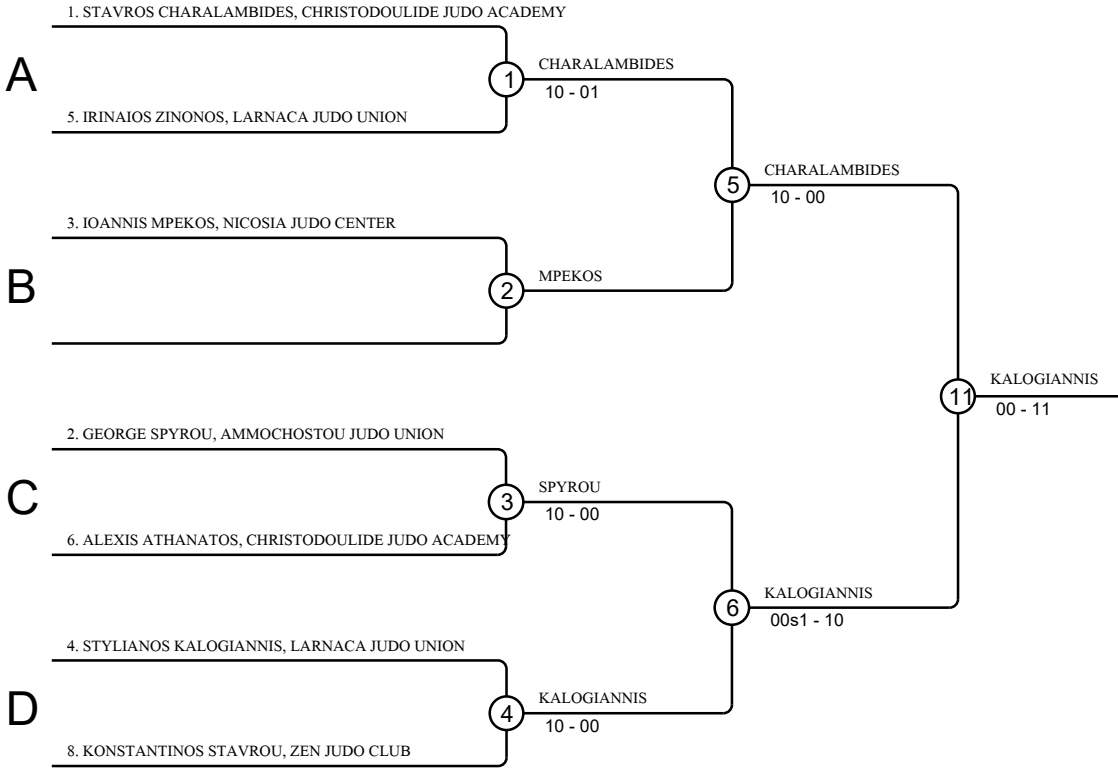 1. STAVROS CHARALAMBIDES, CHRISTODOULIDE JUDO ACADEMY
A
1
CHARALAMBIDES
10 - 01
5. IRINAIOS ZINONOS, LARNACA JUDO UNION
5
CHARALAMBIDES
10 - 00
3. IOANNIS MPEKOS, NICOSIA JUDO CENTER
B
2
MPEKOS
11
KALOGIANNIS
00 - 11
2. GEORGE SPYROU, AMMOCHOSTOU JUDO UNION
C
3
SPYROU
10 - 00
6. ALEXIS ATHANATOS, CHRISTODOULIDE JUDO ACADEMY
6
KALOGIANNIS
00s1 - 10
4. STYLIANOS KALOGIANNIS, LARNACA JUDO UNION
D
4
KALOGIANNIS
10 - 00
8. KONSTANTINOS STAVROU, ZEN JUDO CLUB